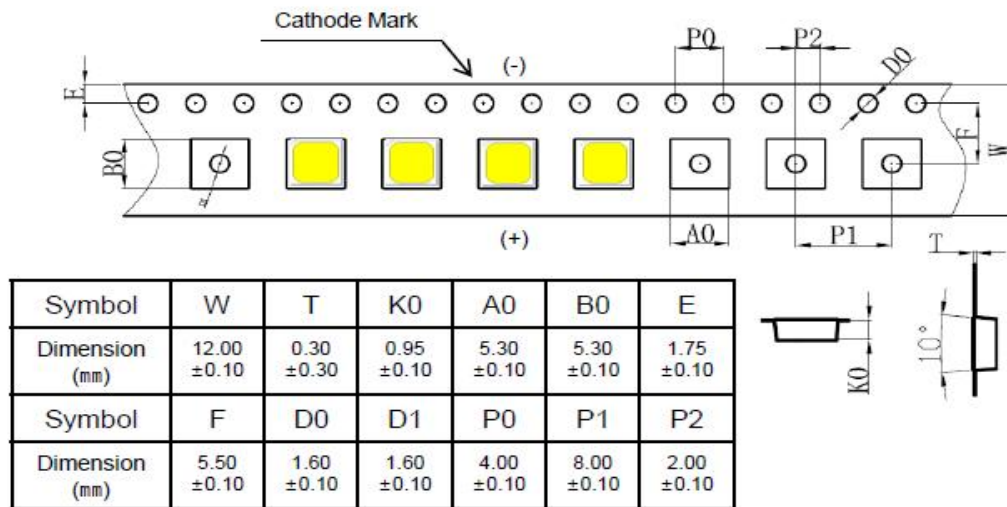 Cathode Mark
P0 P2 D0
(-)
E
F
W
B0
A0
P1
(+)
T
K0
10°
Symbol W T K0 A0 B0 E
Dimension (mm) 12.00 ±0.10 0.30 ±0.30 0.95 ±0.10 5.30 ±0.10 5.30 ±0.10 1.75 ±0.10
Symbol F D0 D1 P0 P1 P2
Dimension (mm) 5.50 ±0.10 1.60 ±0.10 1.60 ±0.10 4.00 ±0.10 8.00 ±0.10 2.00 ±0.10